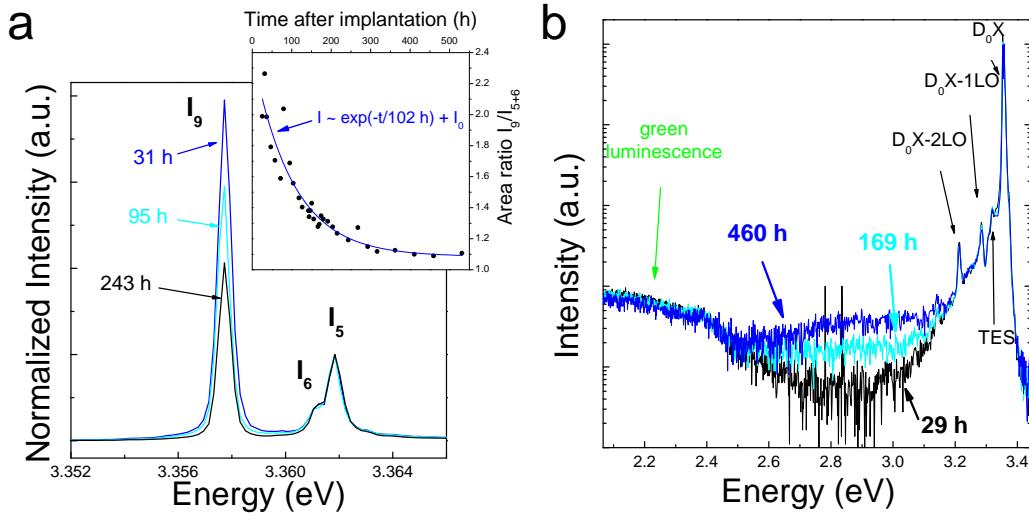 a
Time after implantation (h)
0 100 200 300 400 500
2.4
2.2
2.0
1.8
1.6
1.4
1.2
1.0
Area ratio I9/I5+6
I ~ exp(-t/102 h) + I0
I9
31 h
95 h
243 h
I5
I6
Normalized Intensity (a.u.)
3.352 3.356 3.360 3.364
Energy (eV)
b
D0X
D0X-1LO
D0X-2LO
green
luminescence
460 h
169 h
TES
29 h
Intensity (a.u.)
2.2 2.4 2.6 2.8 3.0 3.2 3.4
Energy (eV)